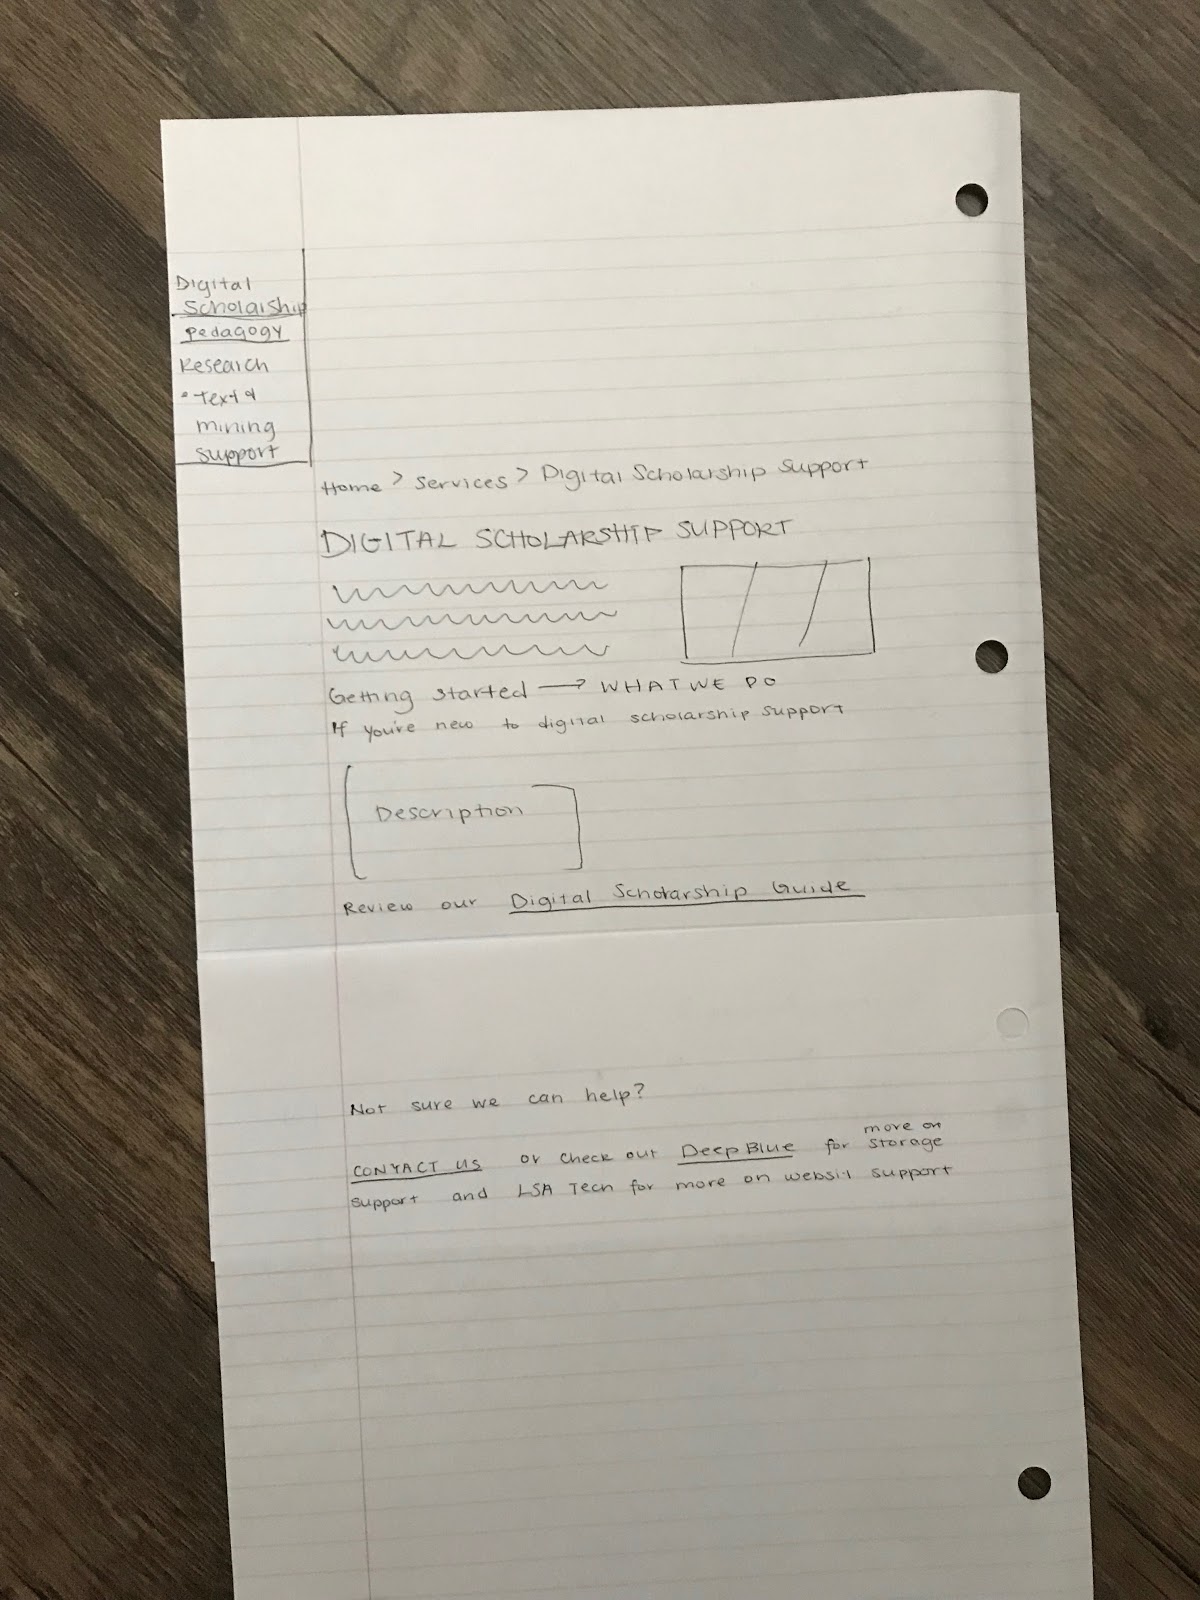 Digital
Scholarship
pedagogy
Research
• Text &
mining
support
Home > Services > Digital Scholarship Support
DIGITAL SCHOLARSHIP SUPPORT
Getting started → WHAT WE DO
If you're new to digital scholarship support
Description
Review our Digital Scholarship Guide
Not sure we can help?
more on
CONTACT US or check out Deep Blue for storage
support and LSA Tech for more on websit support